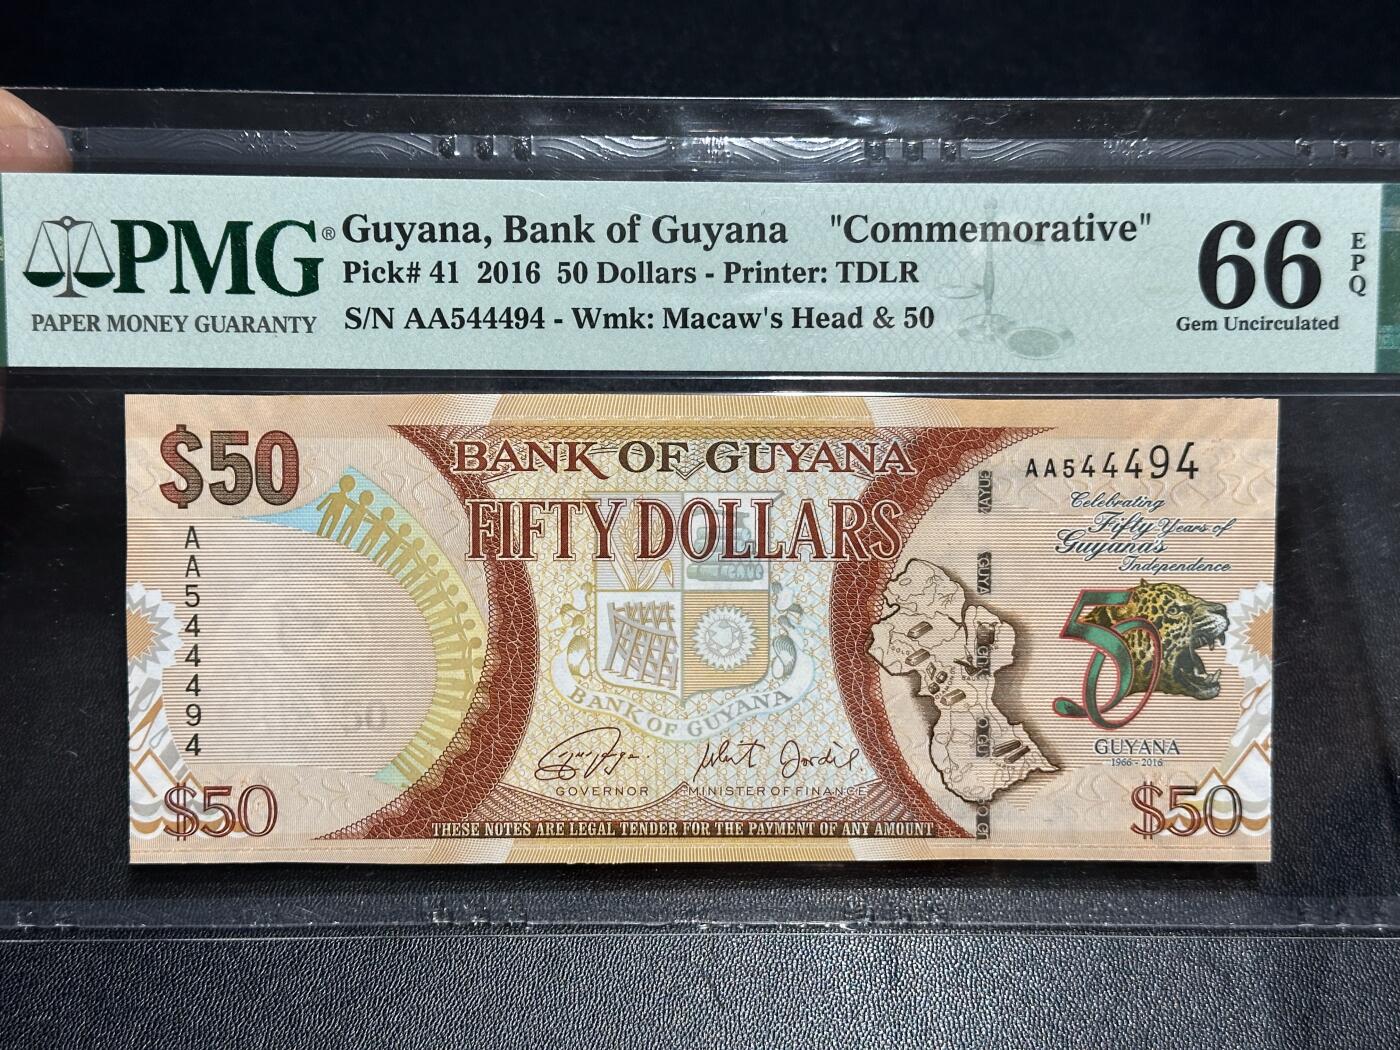 PMG®
PAPER MONEY GUARANTY
Guyana, Bank of Guyana "Commemorative"
Pick# 41 2016 50 Dollars - Printer: TDLR
S/N AA544494 - Wmk: Macaw's Head & 50
66
EPQ
Gem Uncirculated
$50
BANK OF GUYANA
FIFTY DOLLARS
AA544494
Celebrating
Fifty Years of
Guyana's
Independence
AA544494
50
GUYANA
1966 - 2016
BANK OF GUYANA
GOVERNOR
MINISTER OF FINANCE
$50
$50
THESE NOTES ARE LEGAL TENDER FOR THE PAYMENT OF ANY AMOUNT